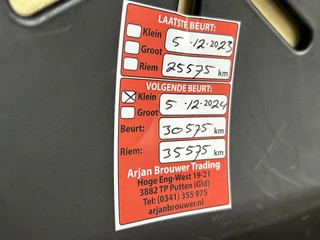 LAATSTE BEURT:
Klein 5-12-2023
Groot
Riem 25575 km
VOLGENDE BEURT:
Klein 5-12-2024
Groot
Beurt: 30575 km
Riem: 35575 km
Arjan Brouwer Trading
Hoge Eng-West 19-21
3882 TP Putten (Gld)
Tel: (0341) 355 975
arjanbrouwer.nl